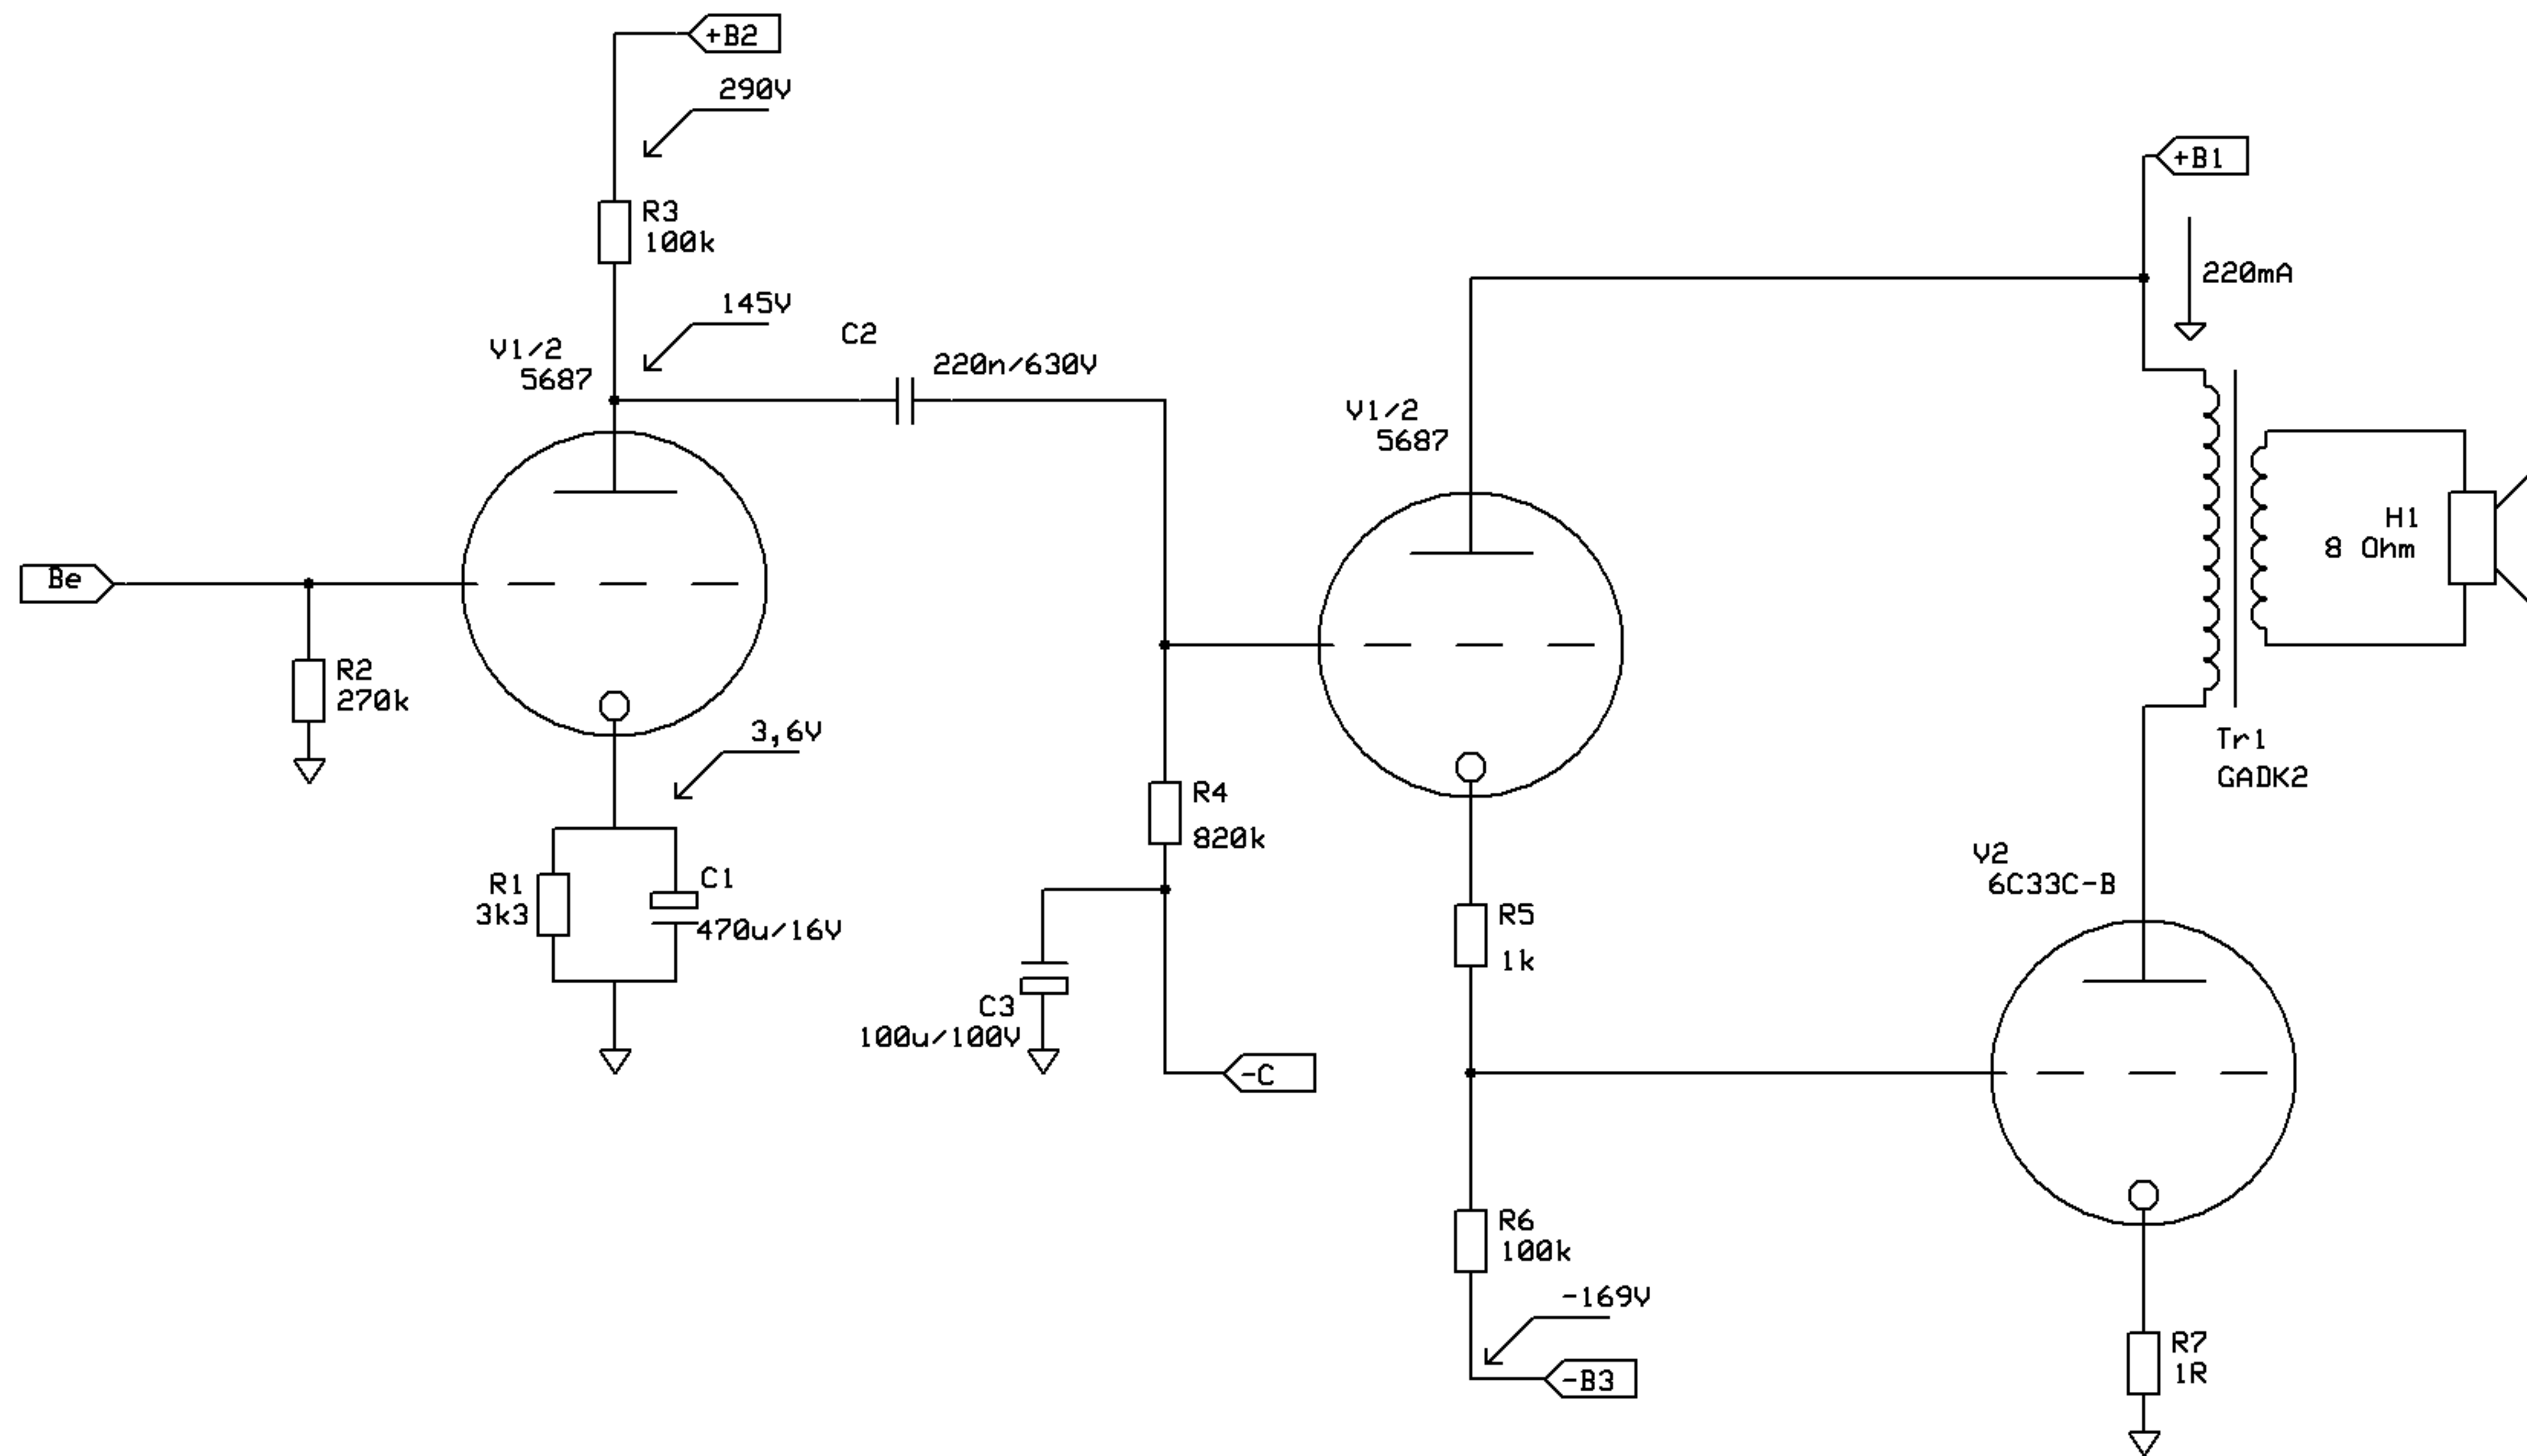 +B2
290V
R3
100k
145V
V1/2
5687
C2
220n/630V
+B1
220mA
V1/2
5687
Be
R2
270k
3,6V
R1
3k3
C1
470u/16V
R4
820k
C3
100u/100V
-C
R5
1k
H1
8 Ohm
Tr1
GADK2
V2
6C33C-B
R6
100k
-169V
-B3
R7
1R